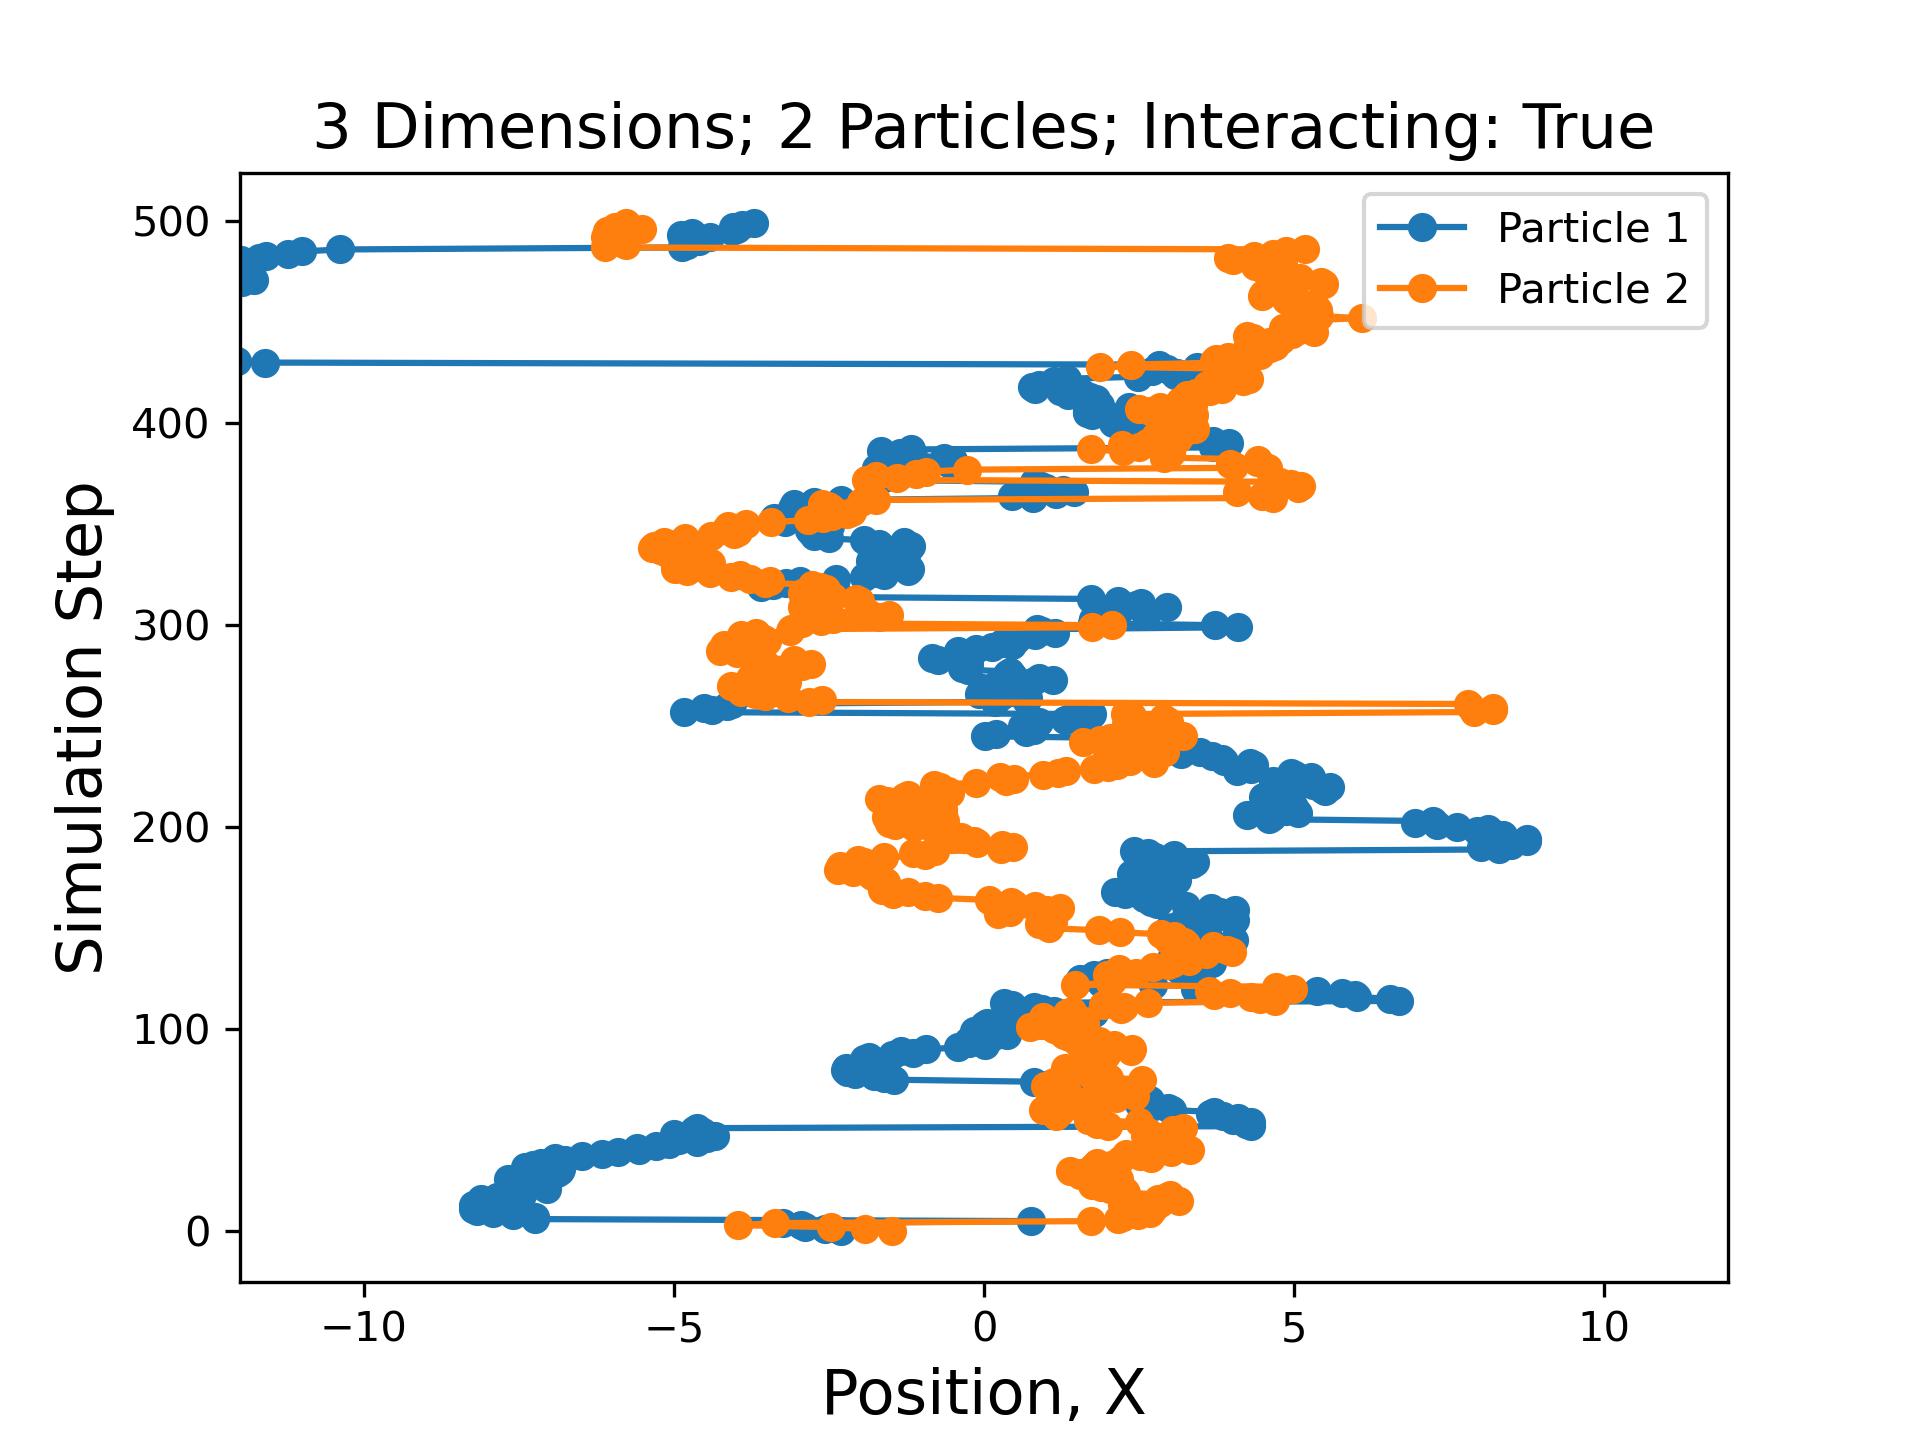 3 Dimensions; 2 Particles; Interacting: True
Particle 1
Particle 2
500
400
300
200
100
0
Simulation Step
−10
−5
0
5
10
Position, X